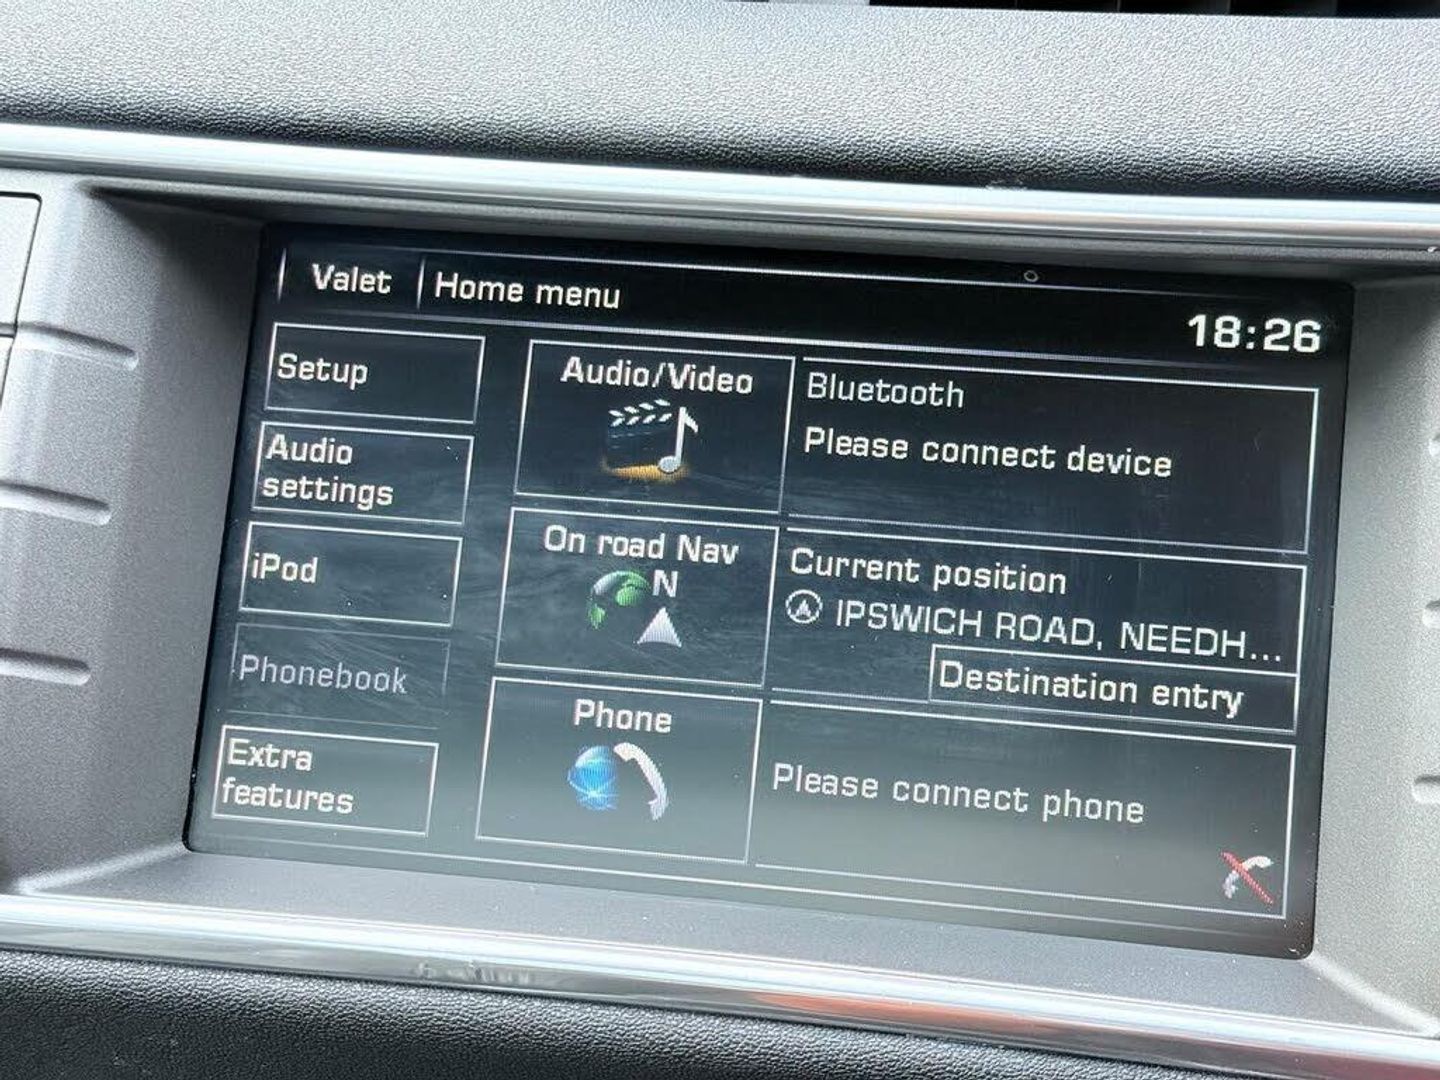 Valet
Home menu
18:26
Setup
Audio
settings
iPod
Phonebook
Extra
features
Audio/Video
Bluetooth
Please connect device
On road Nav
N
Current position
IPSWICH ROAD, NEEDH...
Destination entry
Phone
Please connect phone